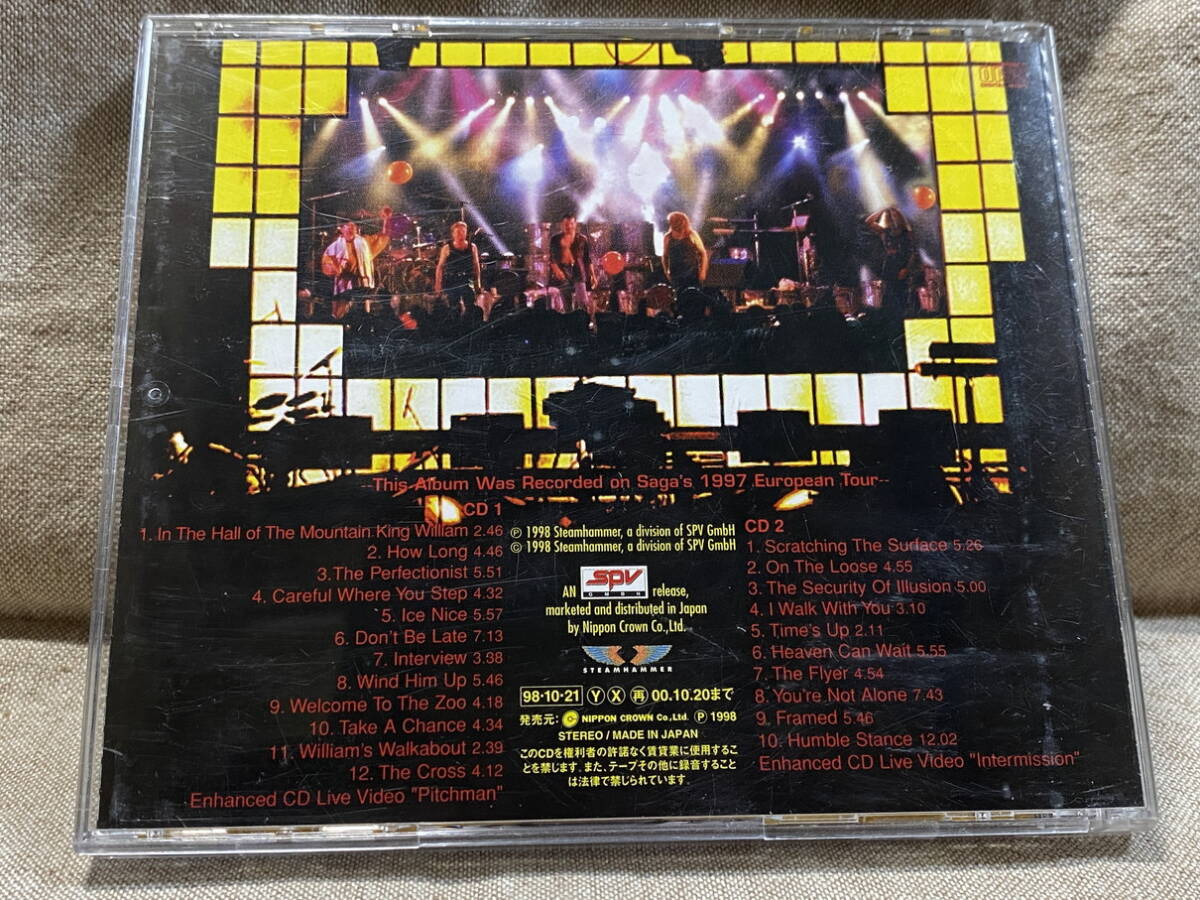 --This Album Was Recorded on Saga's 1997 European Tour--
CD 1
1. In The Hall of The Mountain King William 2.46
2. How Long 4.46
3.The Perfectionist 5.51
4. Careful Where You Step 4.32
5. Ice Nice 5.57
6. Don't Be Late 7.13
7. Interview 3.38
8. Wind Him Up 5.46
9. Welcome To The Zoo 4.18
10. Take A Chance 4.34
11. William's Walkabout 2.39
12. The Cross 4.12
Enhanced CD Live Video "Pitchman"
Ⓟ 1998 Steamhammer, a division of SPV GmbH
© 1998 Steamhammer, a division of SPV GmbH
AN SPV GMBH release,
marketed and distributed in Japan
by Nippon Crown Co.,Ltd.
STEAMHAMMER
98·10·21 Ⓨ Ⓧ 再 00.10.20まで
発売元: NIPPON CROWN Co.,Ltd. Ⓟ 1998
STEREO / MADE IN JAPAN
このCDを権利者の許諾なく賃貸業に使用するこ
とを禁じます。また、テープその他に録音すること
は法律で禁じられています。
CD 2
1. Scratching The Surface 5.26
2. On The Loose 4.55
3. The Security Of Illusion 5.00
4. I Walk With You 3.10
5. Time's Up 2.11
6. Heaven Can Wait 5.55
7. The Flyer 4.54
8. You're Not Alone 7.43
9. Framed 5.46
10. Humble Stance 12.02
Enhanced CD Live Video "Intermission"